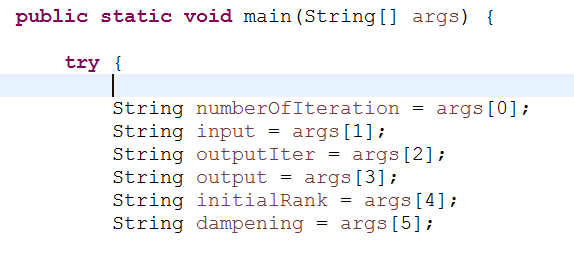 public static void main(String[] args) {
try {
String numberOfIteration = args[0];
String input = args[1];
String outputIter = args[2];
String output = args[3];
String initialRank = args[4];
String dampening = args[5];